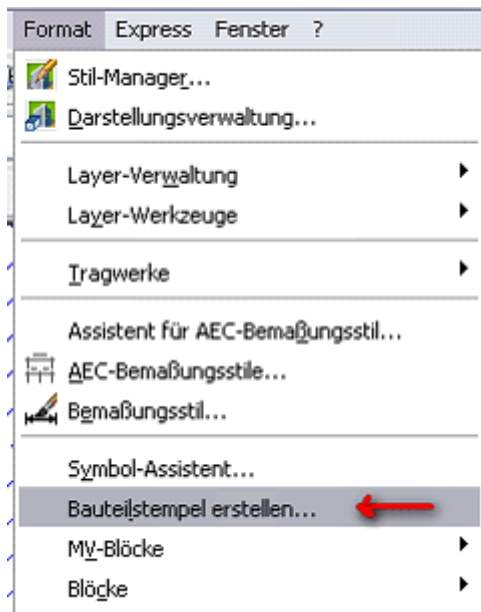 Format Express Fenster ?
Stil-Manager...
Darstellungsverwaltung...
Layer-Verwaltung
Layer-Werkzeuge
Tragwerke
Assistent für AEC-Bemaßungsstil...
AEC-Bemaßungsstile...
Bemaßungsstil...
Symbol-Assistent...
Bauteilstempel erstellen...
MV-Blöcke
Blöcke